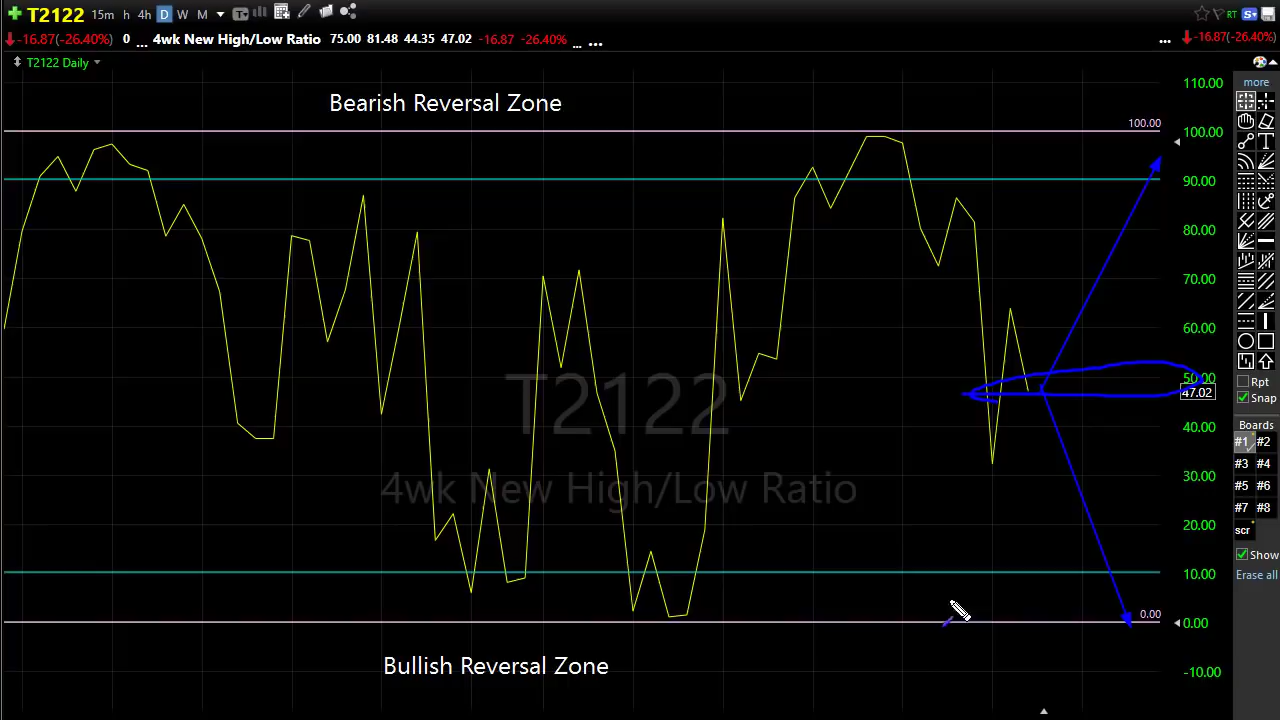 T2122 15m h 4h D W M T RT S
-16.87(-26.40%) 0 ... 4wk New High/Low Ratio 75.00 81.48 44.35 47.02 -16.87 -26.40% ... ... ... -16.87(-26.40%)
T2122 Daily
more
110.00
Bearish Reversal Zone
100.00
100.00
90.00
80.00
70.00
60.00
50.00
47.02
T2122
40.00
4wk New High/Low Ratio
30.00
20.00
10.00
0.00
0.00
Bullish Reversal Zone
-10.00
T
Rpt
Snap
Boards
#1 #2
#3 #4
#5 #6
#7 #8
scr
Show
Erase all